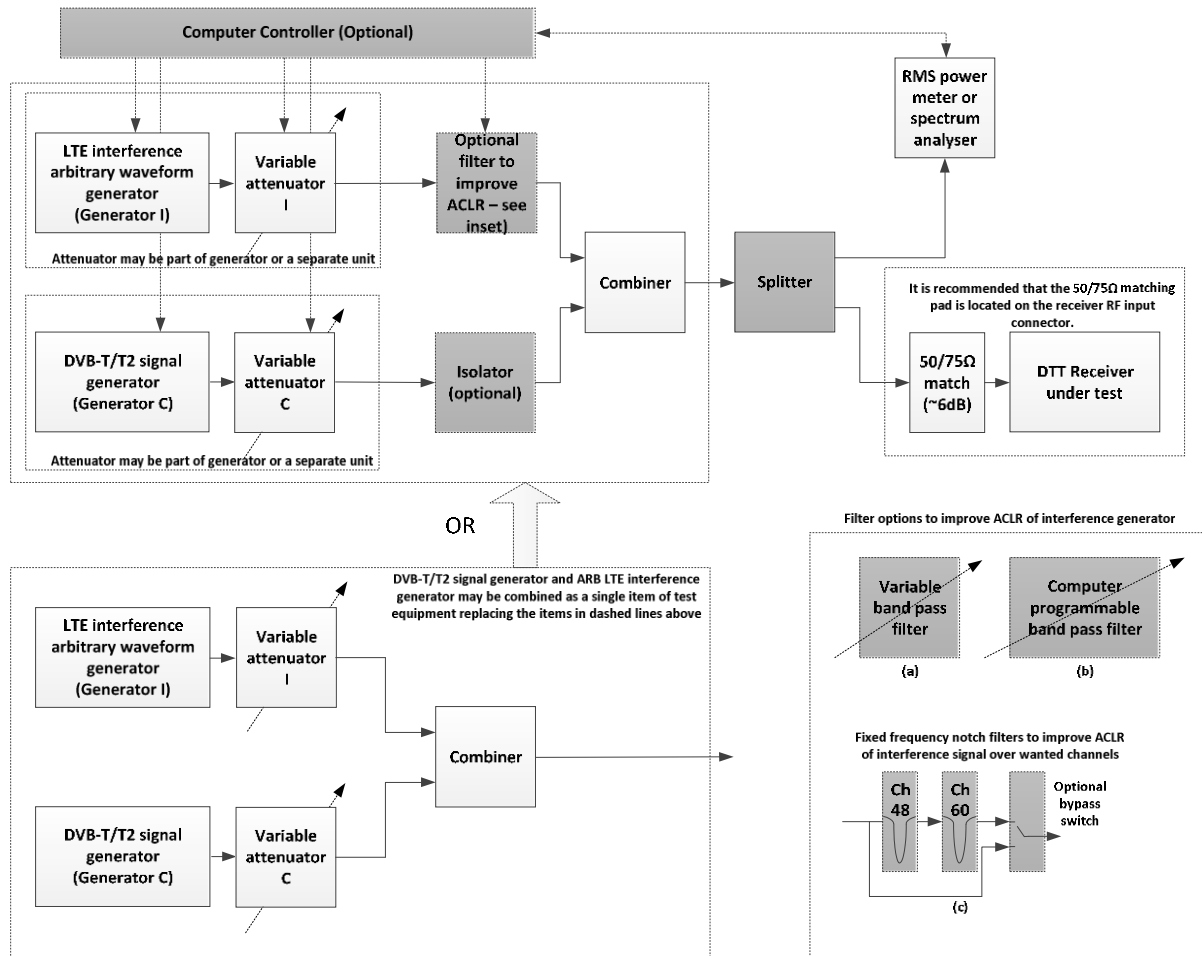 Computer Controller (Optional)
RMS power
meter or
spectrum
analyser
LTE interference
arbitrary waveform
generator
(Generator I)
Variable
attenuator
I
Optional
filter to
improve
ACLR – see
inset)
Attenuator may be part of generator or a separate unit
Combiner
Splitter
It is recommended that the 50/75Ω matching
pad is located on the receiver RF input
connector.
DVB-T/T2 signal
generator
(Generator C)
Variable
attenuator
C
Isolator
(optional)
50/75Ω
match
(~6dB)
DTT Receiver
under test
Attenuator may be part of generator or a separate unit
OR
DVB-T/T2 signal generator and ARB LTE interference
generator may be combined as a single item of test
equipment replacing the items in dashed lines above
LTE interference
arbitrary waveform
generator
(Generator I)
Variable
attenuator
I
Combiner
DVB-T/T2 signal
generator
(Generator C)
Variable
attenuator
C
Filter options to improve ACLR of interference generator
Variable
band pass
filter
(a)
Computer
programmable
band pass filter
(b)
Fixed frequency notch filters to improve ACLR
of interference signal over wanted channels
Ch
48
Ch
60
Optional
bypass
switch
(c)